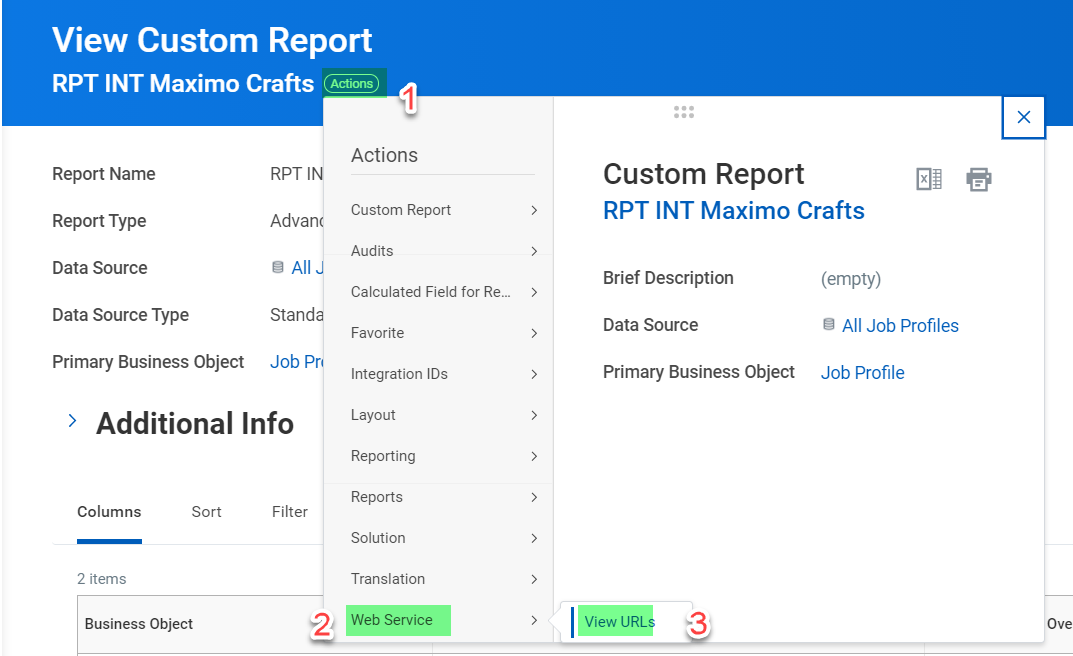 View Custom Report
RPT INT Maximo Crafts Actions
1
Actions
Custom Report
Audits
Calculated Field for Re...
Favorite
Integration IDs
Layout
Reporting
Reports
Solution
Translation
2 Web Service
View URLs 3
Custom Report
RPT INT Maximo Crafts
Brief Description (empty)
Data Source All Job Profiles
Primary Business Object Job Profile
Report Name RPT IN
Report Type Advanc
Data Source All J
Data Source Type Standa
Primary Business Object Job Pr
Additional Info
Columns Sort Filter
2 items
Business Object
Ove